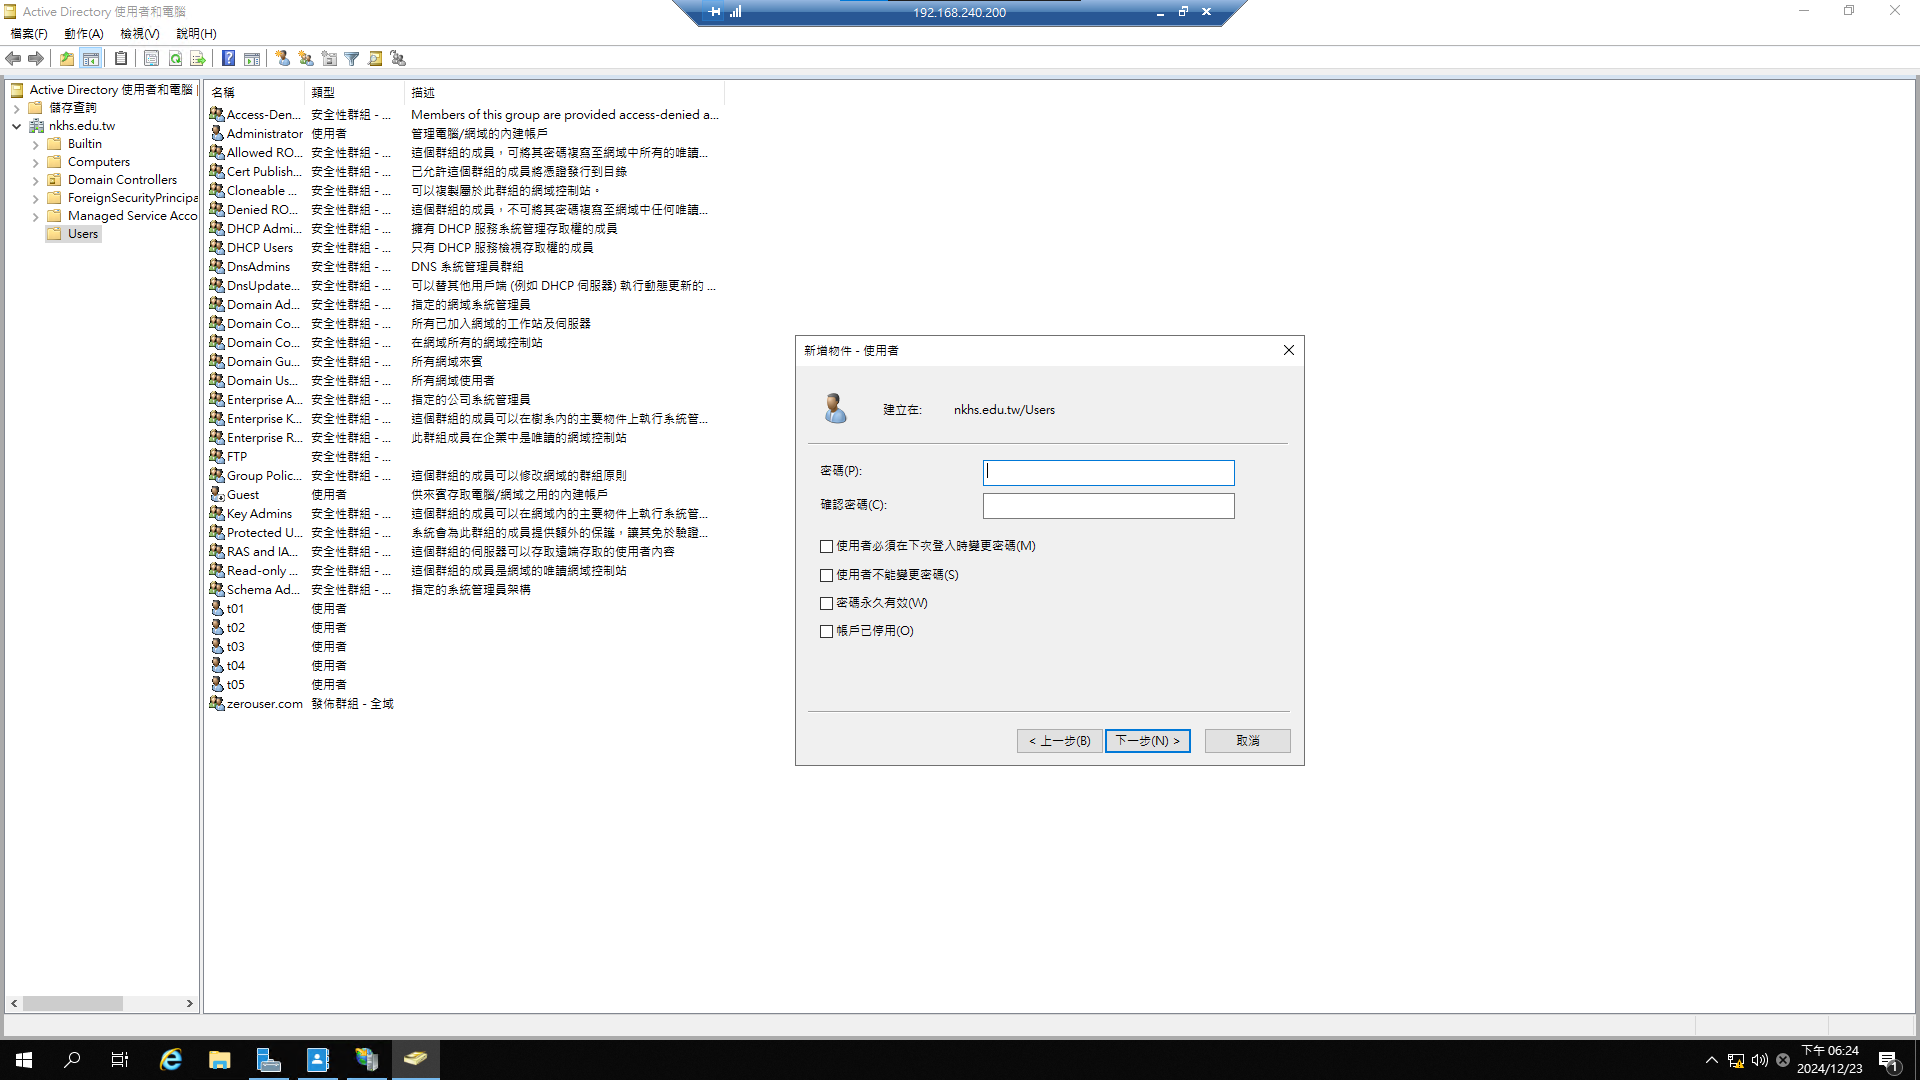 Active Directory 使用者和電腦
192.168.240.200
檔案(F) 動作(A) 檢視(V) 說明(H)
Active Directory 使用者和電腦
儲存查詢
nkhs.edu.tw
Builtin
Computers
Domain Controllers
ForeignSecurityPrincipa
Managed Service Acco
Users
名稱 類型 描述
Access-Den... 安全性群組 - ... Members of this group are provided access-denied a...
Administrator 使用者 管理電腦/網域的內建帳戶
Allowed RO... 安全性群組 - ... 這個群組的成員，可將其密碼複寫至網域中所有的唯讀...
Cert Publish... 安全性群組 - ... 已允許這個群組的成員將憑證發行到目錄
Cloneable ... 安全性群組 - ... 可以複製屬於此群組的網域控制站。
Denied RO... 安全性群組 - ... 這個群組的成員，不可將其密碼複寫至網域中任何唯讀...
DHCP Admi... 安全性群組 - ... 擁有 DHCP 服務系統管理存取權的成員
DHCP Users 安全性群組 - ... 只有 DHCP 服務檢視存取權的成員
DnsAdmins 安全性群組 - ... DNS 系統管理員群組
DnsUpdate... 安全性群組 - ... 可以替其他用戶端 (例如 DHCP 伺服器) 執行動態更新的 ...
Domain Ad... 安全性群組 - ... 指定的網域系統管理員
Domain Co... 安全性群組 - ... 所有已加入網域的工作站及伺服器
Domain Co... 安全性群組 - ... 在網域所有的網域控制站
Domain Gu... 安全性群組 - ... 所有網域來賓
Domain Us... 安全性群組 - ... 所有網域使用者
Enterprise A... 安全性群組 - ... 指定的公司系統管理員
Enterprise K... 安全性群組 - ... 這個群組的成員可以在樹系內的主要物件上執行系統管...
Enterprise R... 安全性群組 - ... 此群組成員在企業中是唯讀的網域控制站
FTP 安全性群組 - ...
Group Polic... 安全性群組 - ... 這個群組的成員可以修改網域的群組原則
Guest 使用者 供來賓存取電腦/網域之用的內建帳戶
Key Admins 安全性群組 - ... 這個群組的成員可以在網域內的主要物件上執行系統管...
Protected U... 安全性群組 - ... 系統會為此群組的成員提供額外的保護，讓其免於驗證...
RAS and IA... 安全性群組 - ... 這個群組的伺服器可以存取遠端存取的使用者內容
Read-only ... 安全性群組 - ... 這個群組的成員是網域的唯讀網域控制站
Schema Ad... 安全性群組 - ... 指定的系統管理員架構
t01 使用者
t02 使用者
t03 使用者
t04 使用者
t05 使用者
zerouser.com 發佈群組 - 全域
新增物件 - 使用者
建立在: nkhs.edu.tw/Users
密碼(P):
確認密碼(C):
使用者必須在下次登入時變更密碼(M)
使用者不能變更密碼(S)
密碼永久有效(W)
帳戶已停用(O)
< 上一步(B) 下一步(N) > 取消
下午 06:24
2024/12/23
1